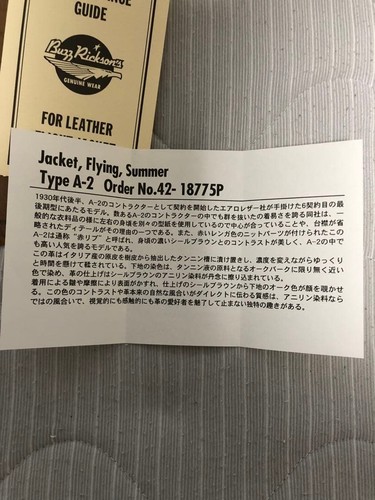 GUIDE
Buzz Rickson's
GENUINE WEAR
FOR LEATHER
Jacket, Flying, Summer
Type A-2 Order No.42-18775P
1930年代後半、A-2のコントラクターとして契約を開始したエアロレザー社が手掛けた6契約目の最
後期型にあたるモデル。数あるA-2のコントラクターの中でも群を抜いた着易さを誇る同社は、一
般的な衣料品の様に左右の身頃を別々の型紙を使用しているので中心が合っていることや、台襟が省
略されたディテールがその理由の一つである。また、赤いレンガ色のニットパーツが付けられたこの
A-2は通称“赤リブ”と呼ばれ、身頃の濃いシールブラウンとのコントラストが美しく、A-2の中で
も高い人気を誇るモデルである。
この革はイタリア産の原皮を樹皮から抽出したタンニン槽に漬け置きし、濃度を変えながらゆっくり
と時間を懸けて鞣されている。下地の染色は、タンニン液の原料となるオークバークに限り無く近い
色で染め、革の仕上げはシールブラウンのアニリン染料が丹念に擦り込まれている。
着用による皺や摩擦により表面がかすれ、仕上げのシールブラウンから下地のオーク色が顔を覗かせ
る。この色のコントラストや革本来の自然な風合いがダイレクトに伝わる質感は、アニリン染料なら
ではの風合いで、視覚的にも感触的にも革の愛好者を魅了して止まない独特の趣きがある。